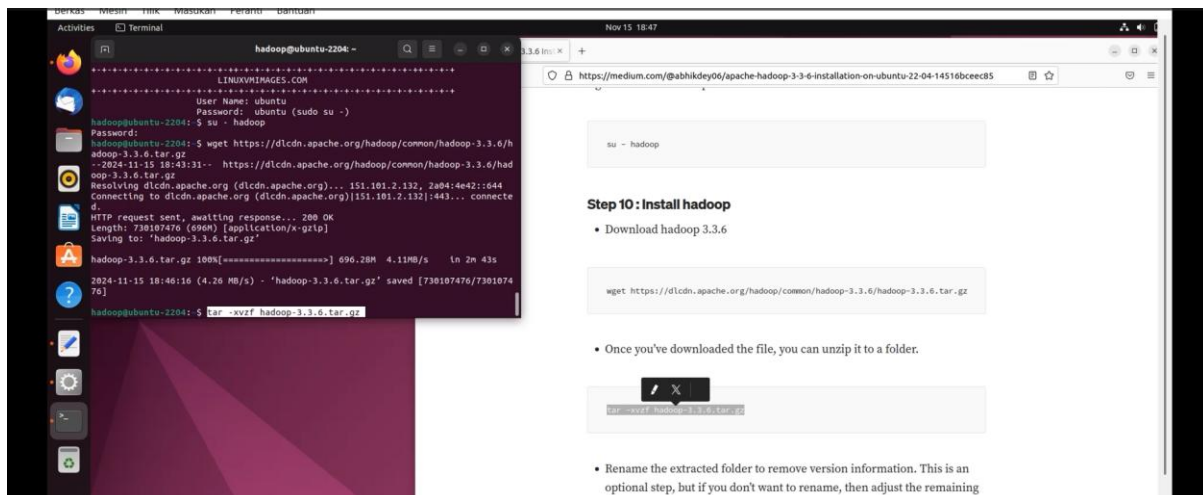 Berkas Mesin Tilik Masukan Peranti Bantuan
Activities
Terminal
Nov 15 18:47
hadoop@ubuntu-2204: ~
+-+-+-+-+-+-+-+-+-+-+-+-+-+-+-+-+-+-+-+-+-+-+-+-+-+-+
LINUXVMIMAGES.COM
+-+-+-+-+-+-+-+-+-+-+-+-+-+-+-+-+-+-+-+-+-+-+-+-+-+-+
User Name: ubuntu
Password: ubuntu (sudo su -)
hadoop@ubuntu-2204:~$ su - hadoop
Password:
hadoop@ubuntu-2204:~$ wget https://dlcdn.apache.org/hadoop/common/hadoop-3.3.6/h
adoop-3.3.6.tar.gz
--2024-11-15 18:43:31-- https://dlcdn.apache.org/hadoop/common/hadoop-3.3.6/had
oop-3.3.6.tar.gz
Resolving dlcdn.apache.org (dlcdn.apache.org)... 151.101.2.132, 2a04:4e42::644
Connecting to dlcdn.apache.org (dlcdn.apache.org)|151.101.2.132|:443... connecte
d.
HTTP request sent, awaiting response... 200 OK
Length: 730107476 (696M) [application/x-gzip]
Saving to: ‘hadoop-3.3.6.tar.gz’
hadoop-3.3.6.tar.gz 100%[===================>] 696.28M 4.11MB/s in 2m 43s
2024-11-15 18:46:16 (4.26 MB/s) - ‘hadoop-3.3.6.tar.gz’ saved [730107476/7301074
76]
hadoop@ubuntu-2204:~$ tar -xvzf hadoop-3.3.6.tar.gz
https://medium.com/@abhikdey06/apache-hadoop-3-3-6-installation-on-ubuntu-22-04-14516bceec85
su - hadoop
Step 10 : Install hadoop
• Download hadoop 3.3.6
wget https://dlcdn.apache.org/hadoop/common/hadoop-3.3.6/hadoop-3.3.6.tar.gz
• Once you’ve downloaded the file, you can unzip it to a folder.
tar -xvzf hadoop-3.3.6.tar.gz
• Rename the extracted folder to remove version information. This is an
optional step, but if you don’t want to rename, then adjust the remaining